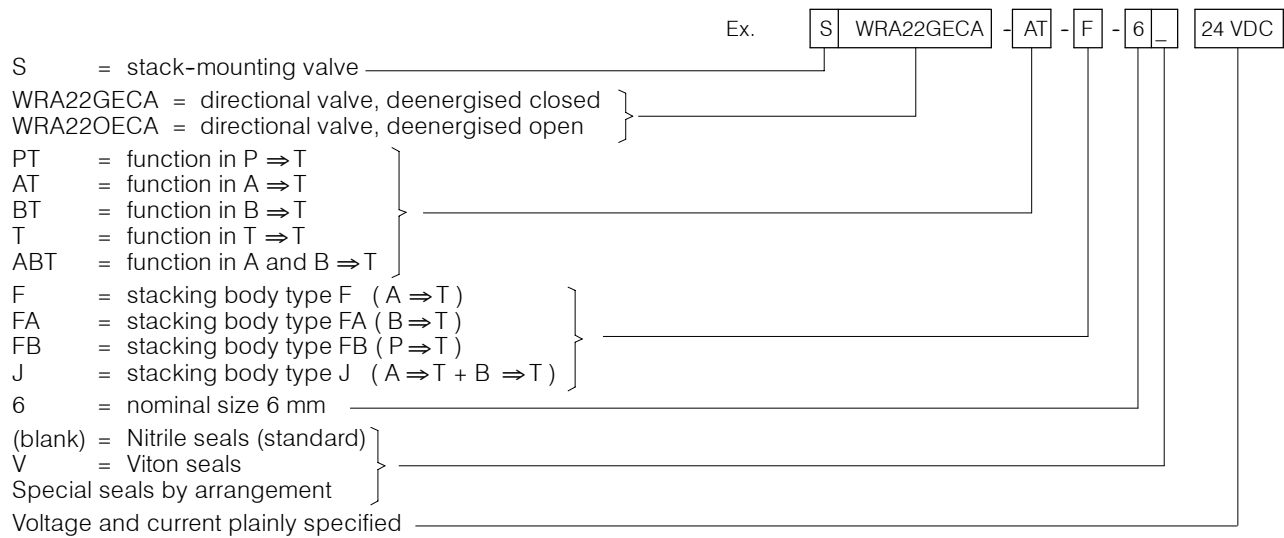 Ex. S WRA22GECA - AT - F - 6 _ 24 VDC
S = stack-mounting valve
WRA22GECA = directional valve, deenergised closed
WRA22OECA = directional valve, deenergised open
PT = function in P ⇒ T
AT = function in A ⇒ T
BT = function in B ⇒ T
T = function in T ⇒ T
ABT = function in A and B ⇒ T
F = stacking body type F ( A ⇒ T )
FA = stacking body type FA ( B ⇒ T )
FB = stacking body type FB ( P ⇒ T )
J = stacking body type J ( A ⇒ T + B ⇒ T )
6 = nominal size 6 mm
(blank) = Nitrile seals (standard)
V = Viton seals
Special seals by arrangement
Voltage and current plainly specified